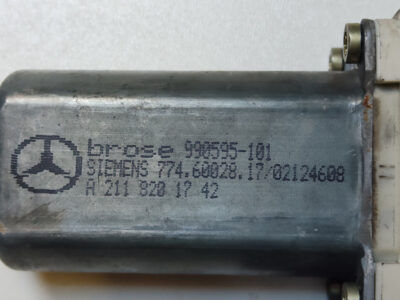 brose 990595-101
SIEMENS 774.60028.17/02124608
A 211 820 17 42